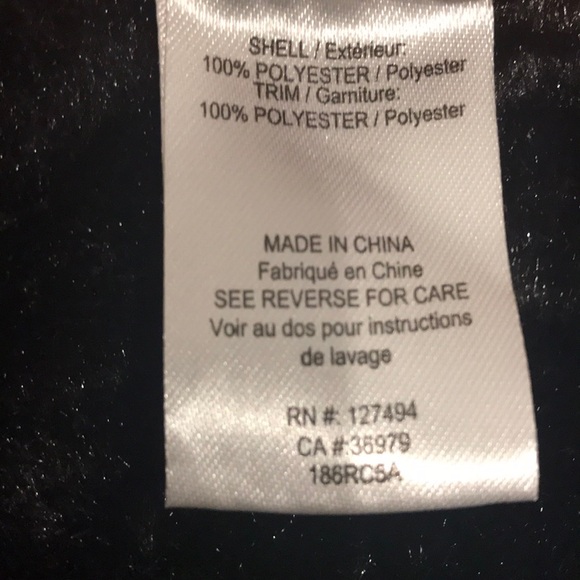 SHELL / Extérieur:
100% POLYESTER / Polyester
TRIM / Garniture:
100% POLYESTER / Polyester
MADE IN CHINA
Fabriqué en Chine
SEE REVERSE FOR CARE
Voir au dos pour instructions
de lavage
RN #: 127494
CA #:36979
186RC5A